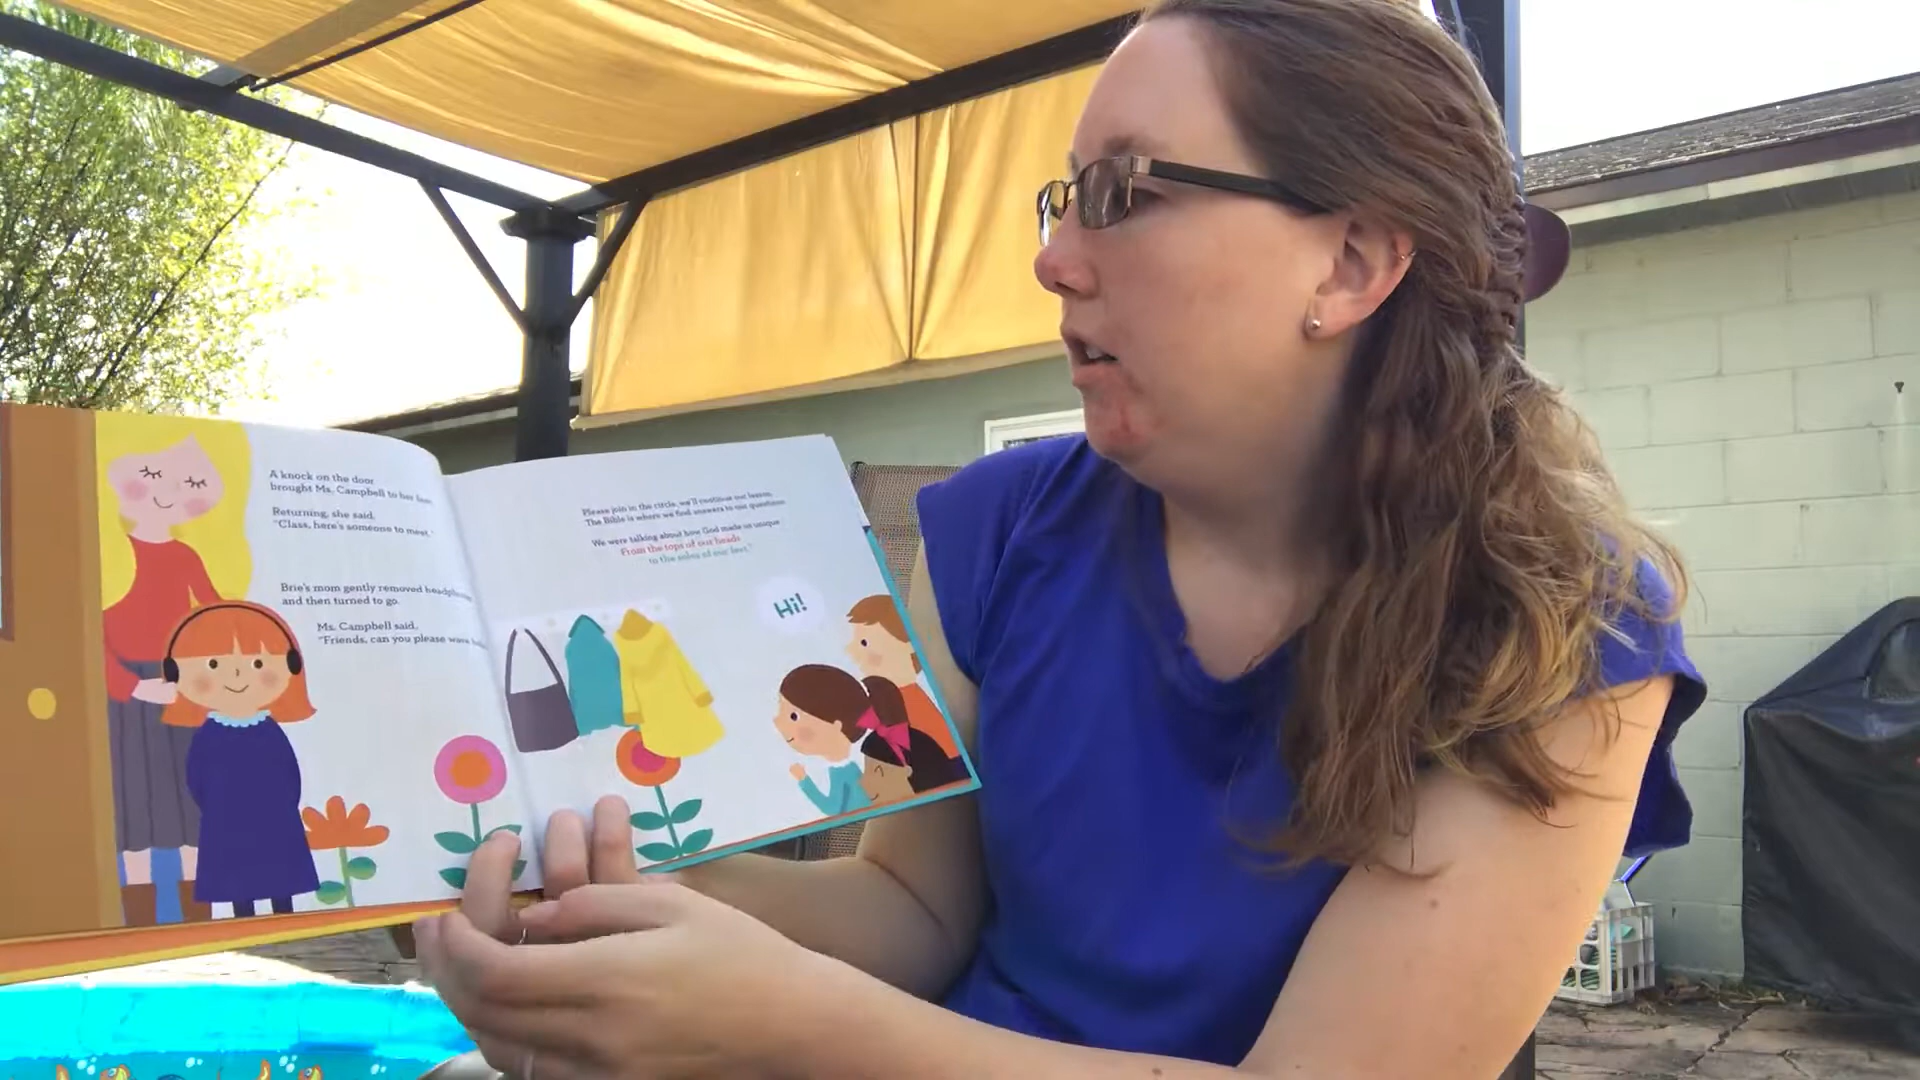 A knock on the door
brought Ms. Campbell to her feet.
Returning, she said,
"Class, here's someone to meet."
Brie's mom gently removed headphones
and then turned to go.
Ms. Campbell said,
"Friends, can you please wave
Please join in the circle, we'll continue our lesson.
The Bible is where we find answers to our questions.
We were talking about how God made us unique
From the tops of our heads
to the soles of our feet."
Hi!